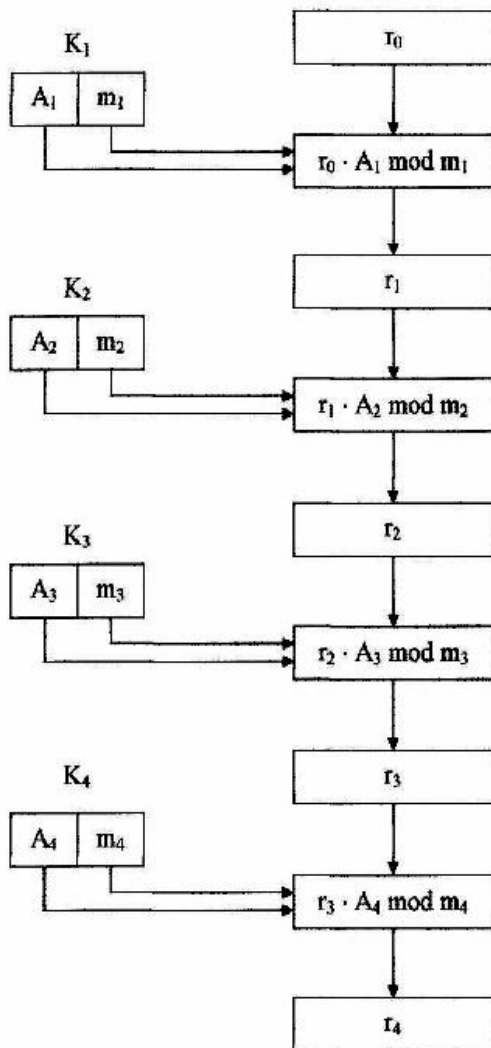 r₀
K₁
A₁ m₁
r₀ · A₁ mod m₁
r₁
K₂
A₂ m₂
r₁ · A₂ mod m₂
r₂
K₃
A₃ m₃
r₂ · A₃ mod m₃
r₃
K₄
A₄ m₄
r₃ · A₄ mod m₄
r₄